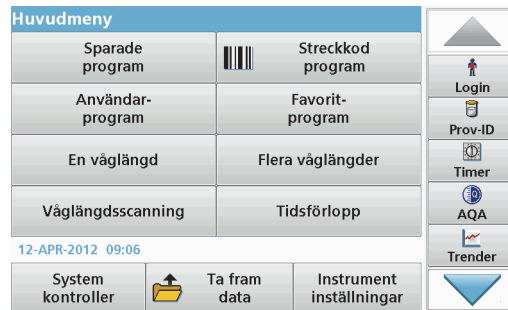 Huvudmeny
Sparade
program
Streckkod
program
Användar-
program
Favorit-
program
En våglängd
Flera våglängder
Våglängdsscanning
Tidsförlopp
12-APR-2012 09:06
System
kontroller
Ta fram
data
Instrument
inställningar
Login
Prov-ID
Timer
AQA
Trender